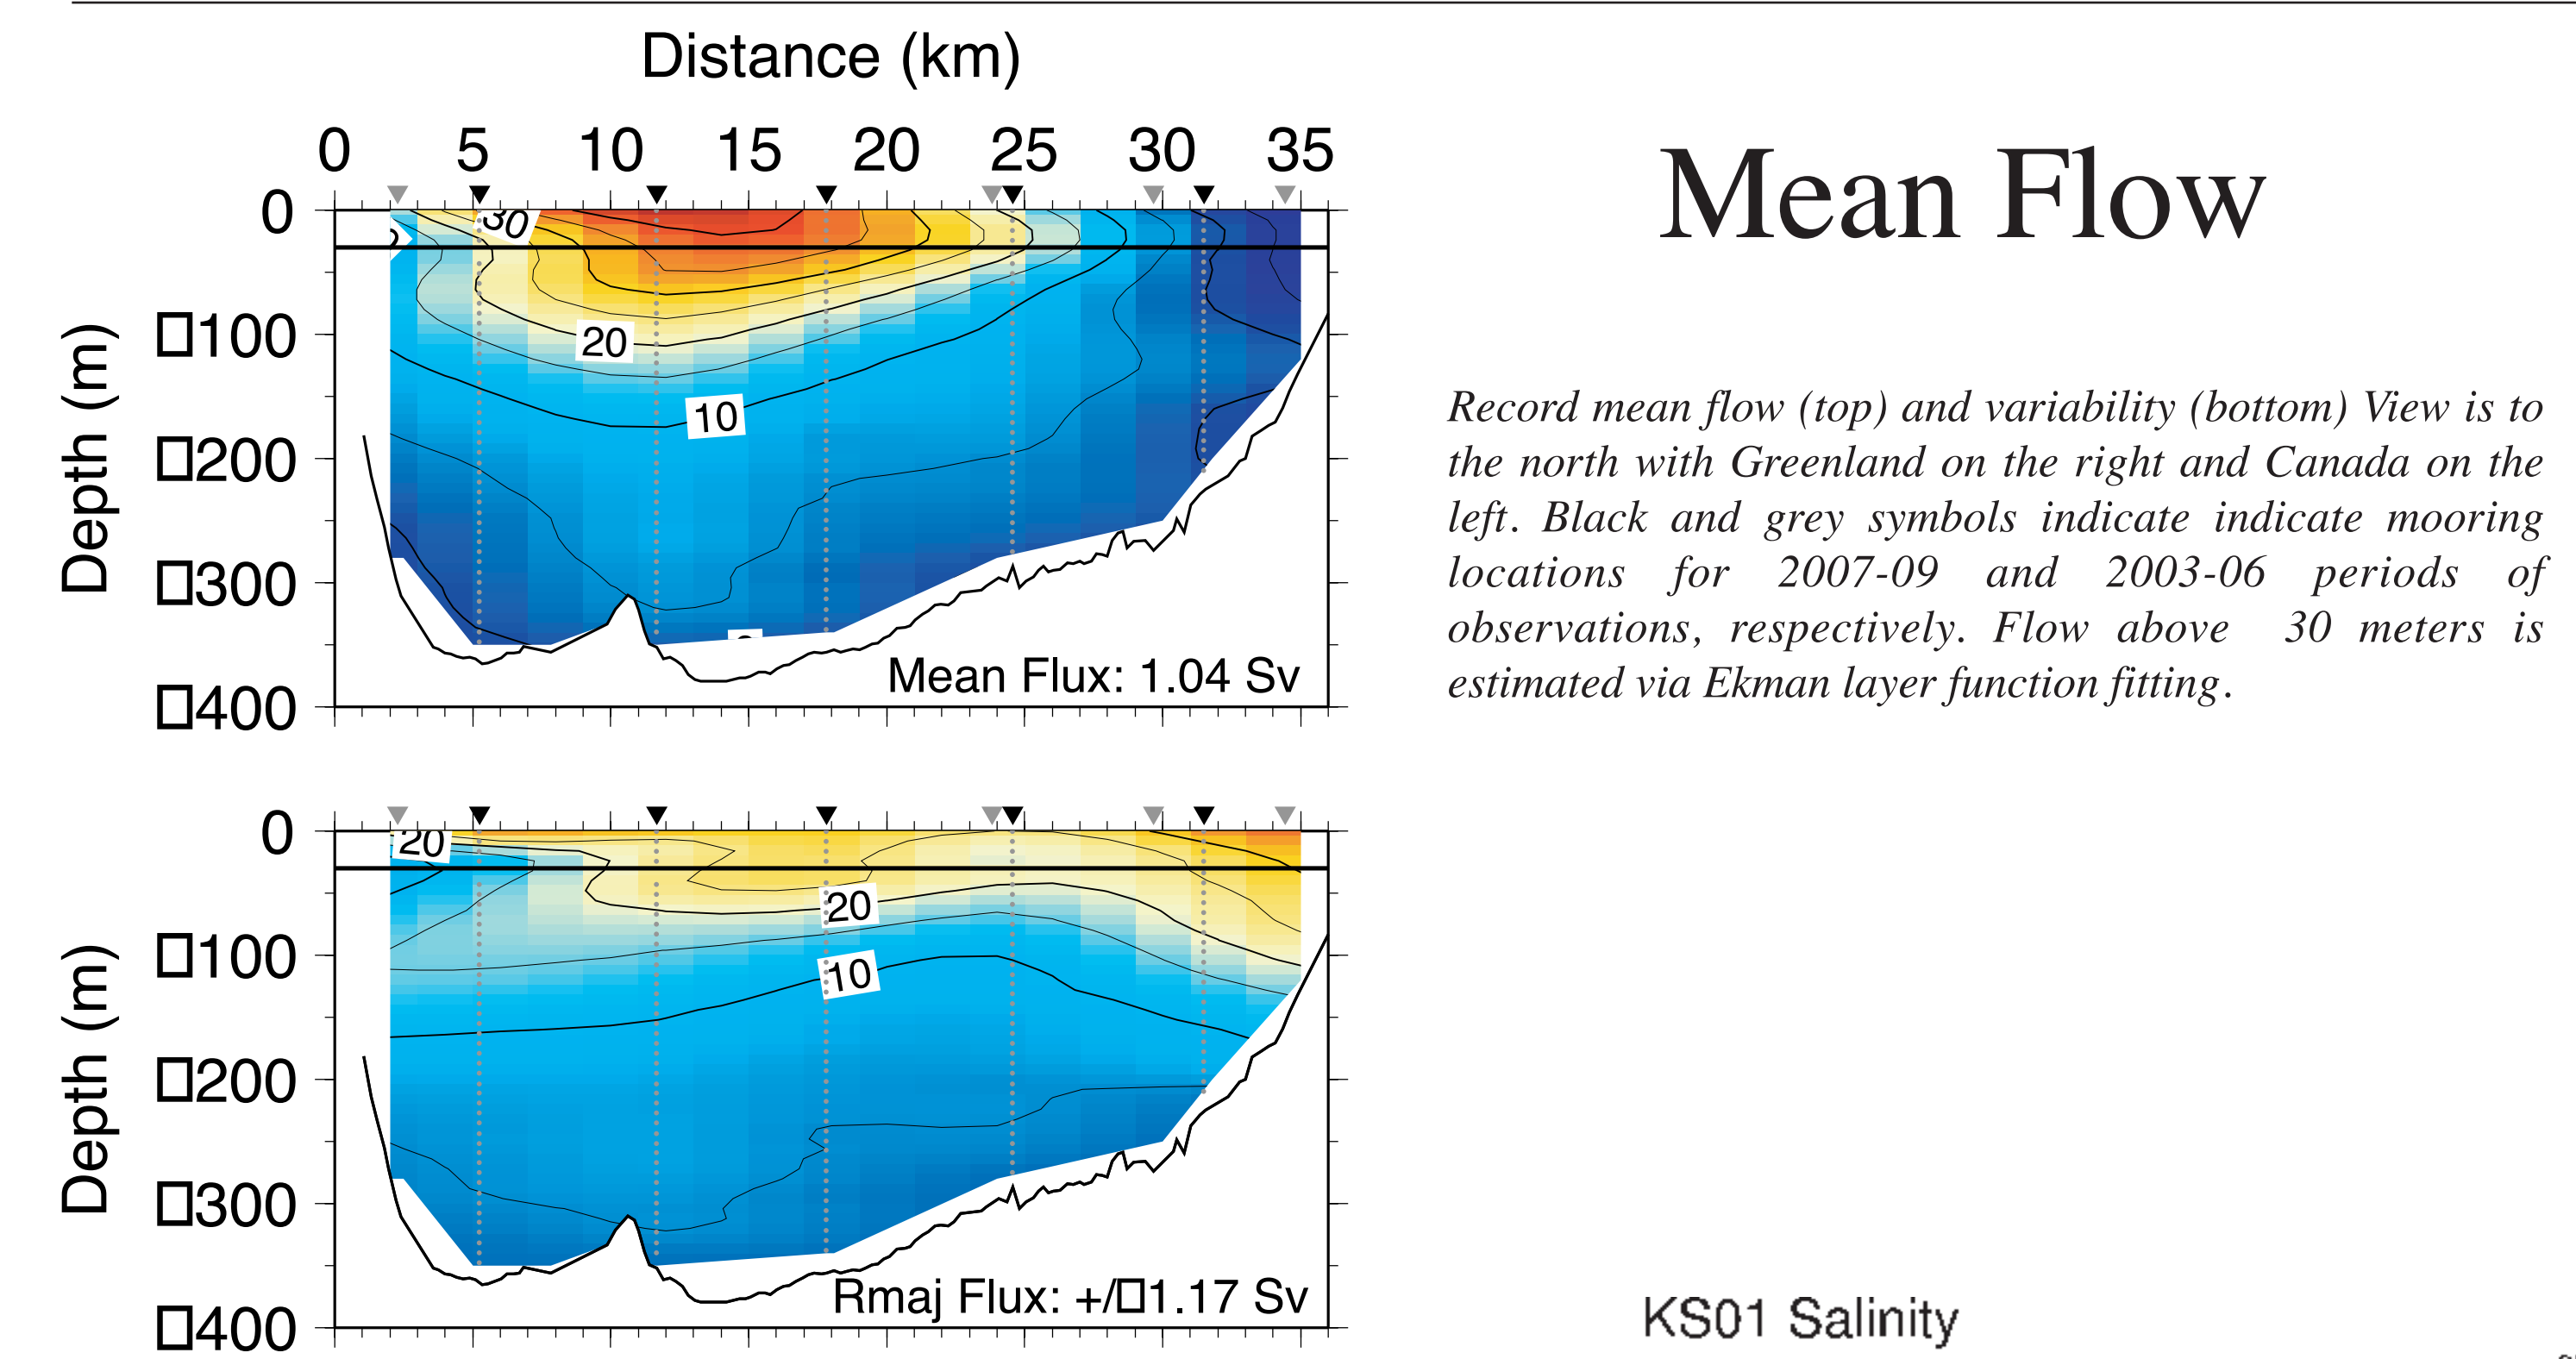 Distance (km)
0 5 10 15 20 25 30 35
0
□100
□200
□300
□400
Depth (m)
30
20
10
Mean Flux: 1.04 Sv
Mean Flow
Record mean flow (top) and variability (bottom) View is to
the north with Greenland on the right and Canada on the
left. Black and grey symbols indicate indicate mooring
locations for 2007-09 and 2003-06 periods of
observations, respectively. Flow above 30 meters is
estimated via Ekman layer function fitting.
0
□100
□200
□300
□400
Depth (m)
20
20
10
Rmaj Flux: +/□1.17 Sv
KS01 Salinity